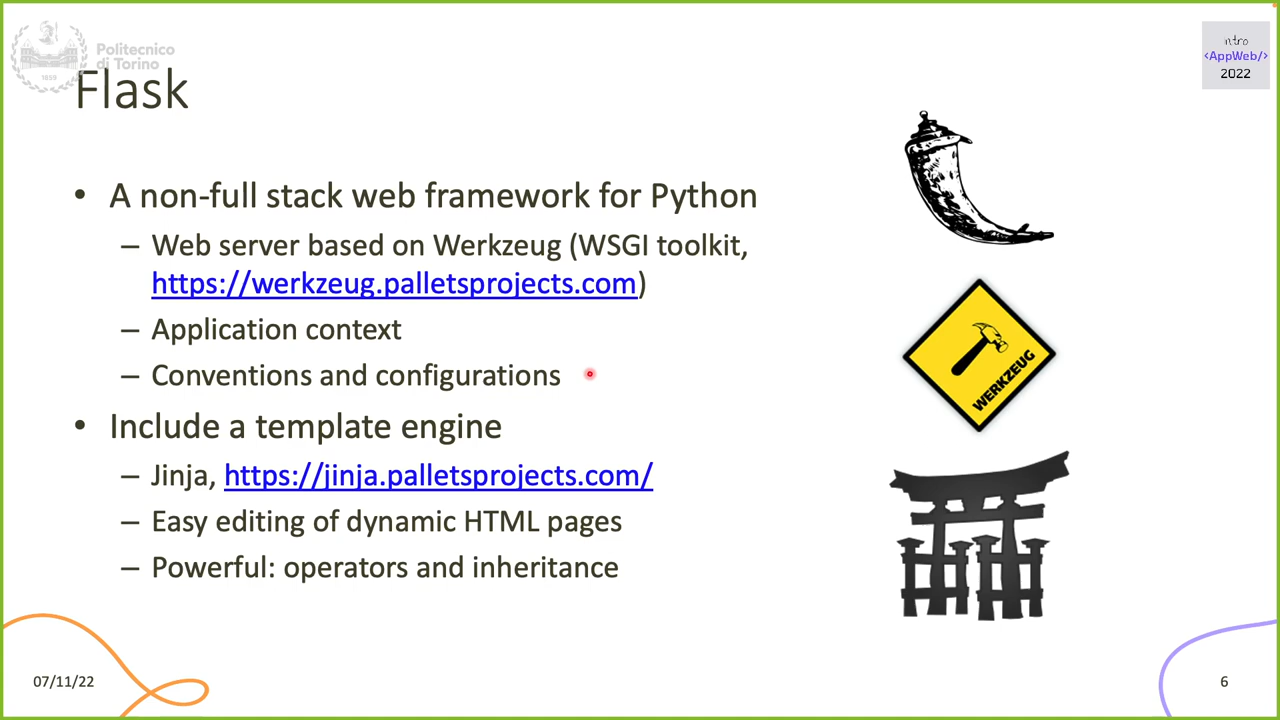 Politecnico
di Torino
1859
Flask
intro
<AppWeb/>
2022
• A non-full stack web framework for Python
– Web server based on Werkzeug (WSGI toolkit,
https://werkzeug.palletsprojects.com)
– Application context
– Conventions and configurations
• Include a template engine
– Jinja, https://jinja.palletsprojects.com/
– Easy editing of dynamic HTML pages
– Powerful: operators and inheritance
WERKZEUG
07/11/22
6